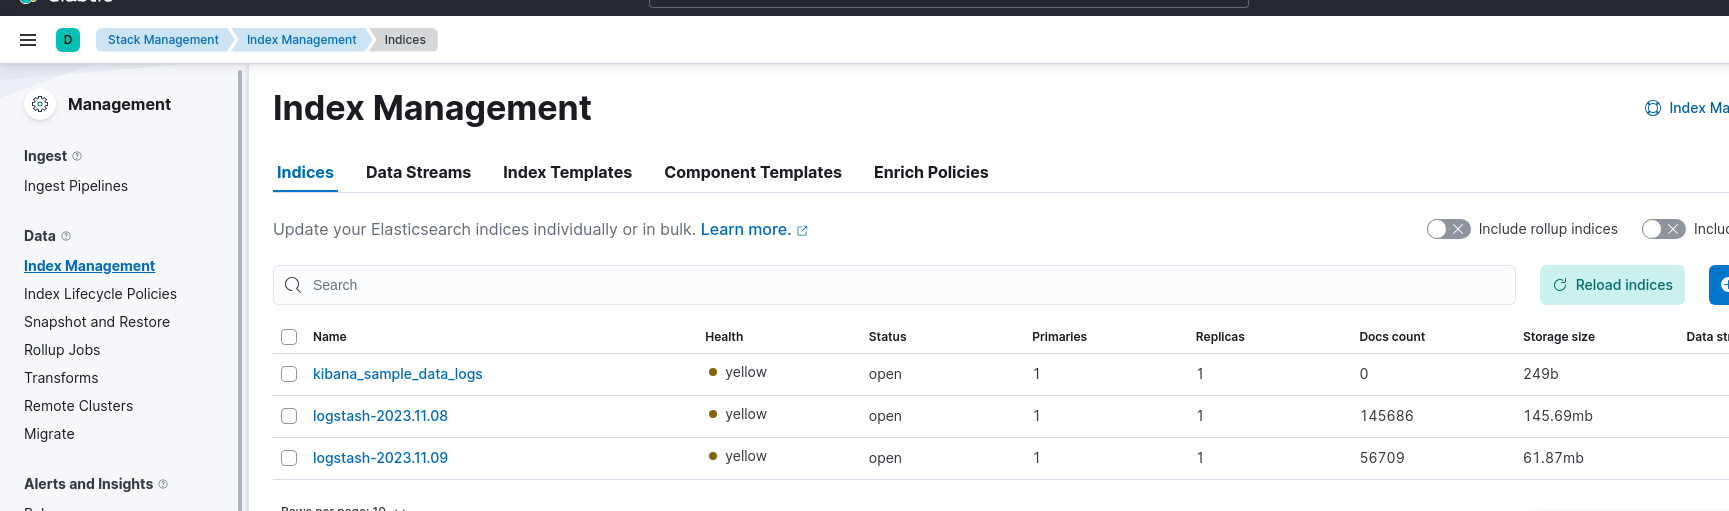 D Stack Management Index Management Indices
Management
Ingest
Ingest Pipelines
Data
Index Management
Index Lifecycle Policies
Snapshot and Restore
Rollup Jobs
Transforms
Remote Clusters
Migrate
Alerts and Insights
Index Management
Index Ma
Indices Data Streams Index Templates Component Templates Enrich Policies
Update your Elasticsearch indices individually or in bulk. Learn more.
Include rollup indices Includ
Search
Reload indices
Name Health Status Primaries Replicas Docs count Storage size Data st
kibana_sample_data_logs yellow open 1 1 0 249b
logstash-2023.11.08 yellow open 1 1 145686 145.69mb
logstash-2023.11.09 yellow open 1 1 56709 61.87mb
Rows per page: 10